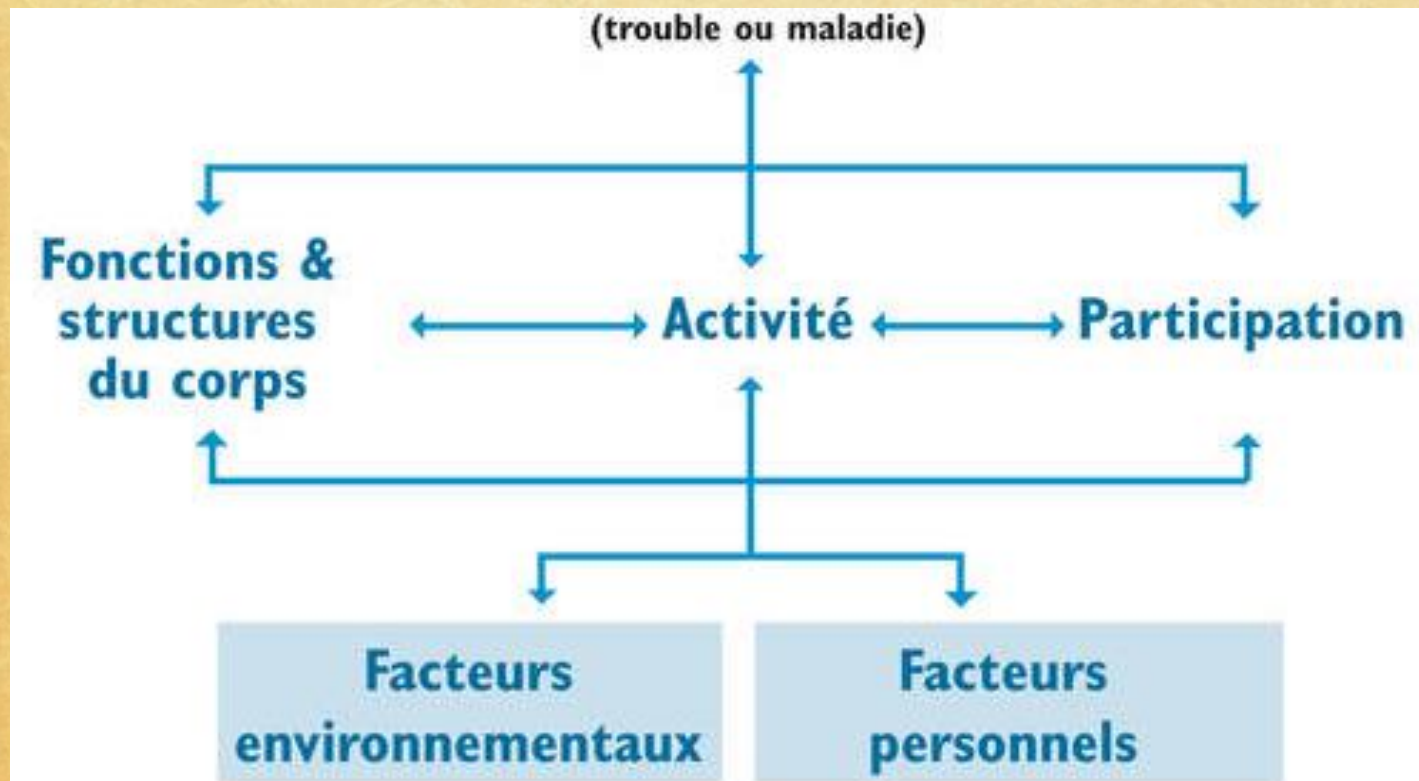 (trouble ou maladie)
Fonctions &
structures
du corps
Activité
Participation
Facteurs
environnementaux
Facteurs
personnels